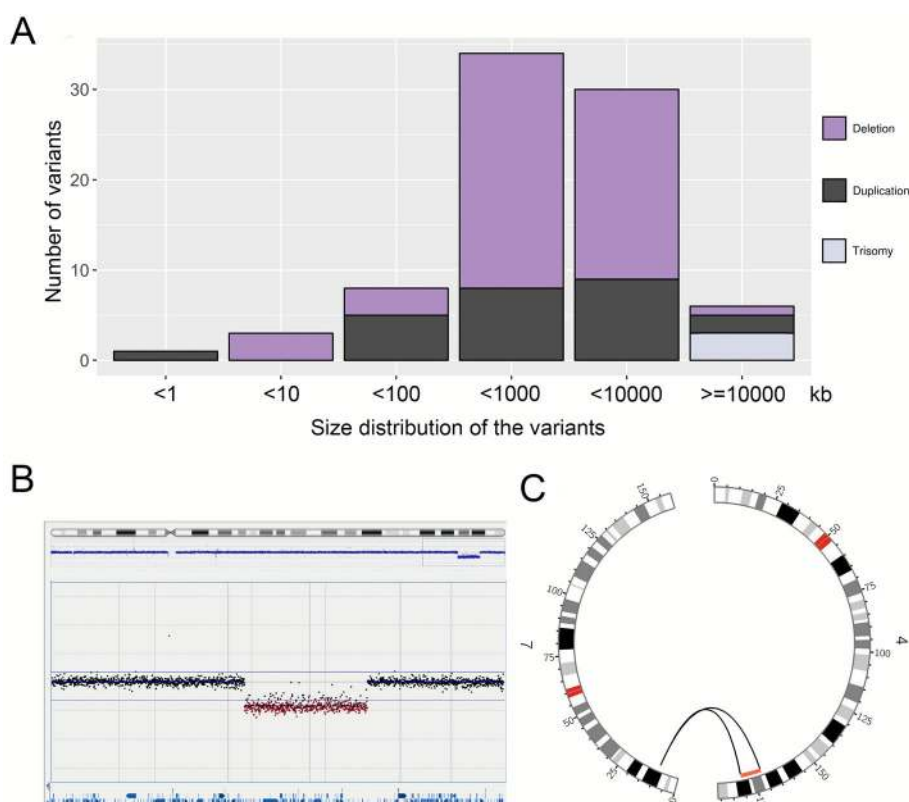 A
Number of variants
30
20
10
0
Deletion
Duplication
Trisomy
<1 <10 <100 <1000 <10000 >=10000 kb
Size distribution of the variants
B
C
150
125
100
7
75
50
25
0
0
25
50
75
4
100
125
150